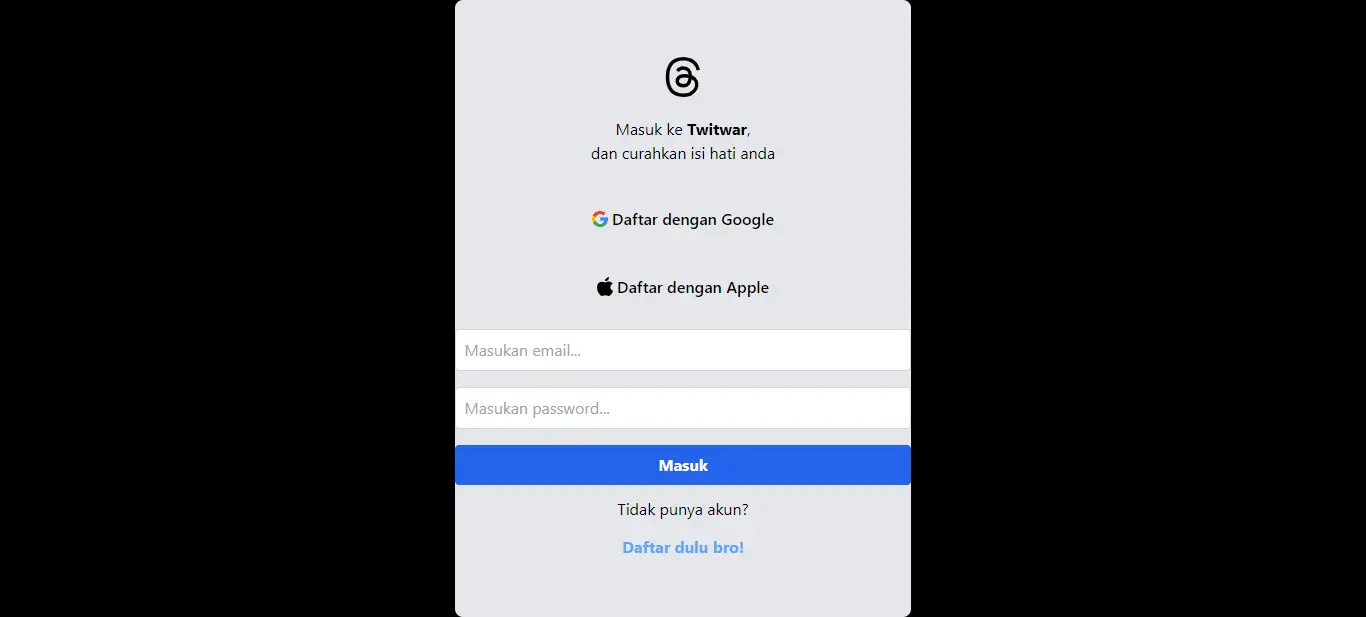 Masuk ke Twitwar,
dan curahkan isi hati anda
Daftar dengan Google
Daftar dengan Apple
Masukan email...
Masukan password...
Masuk
Tidak punya akun?
Daftar dulu bro!